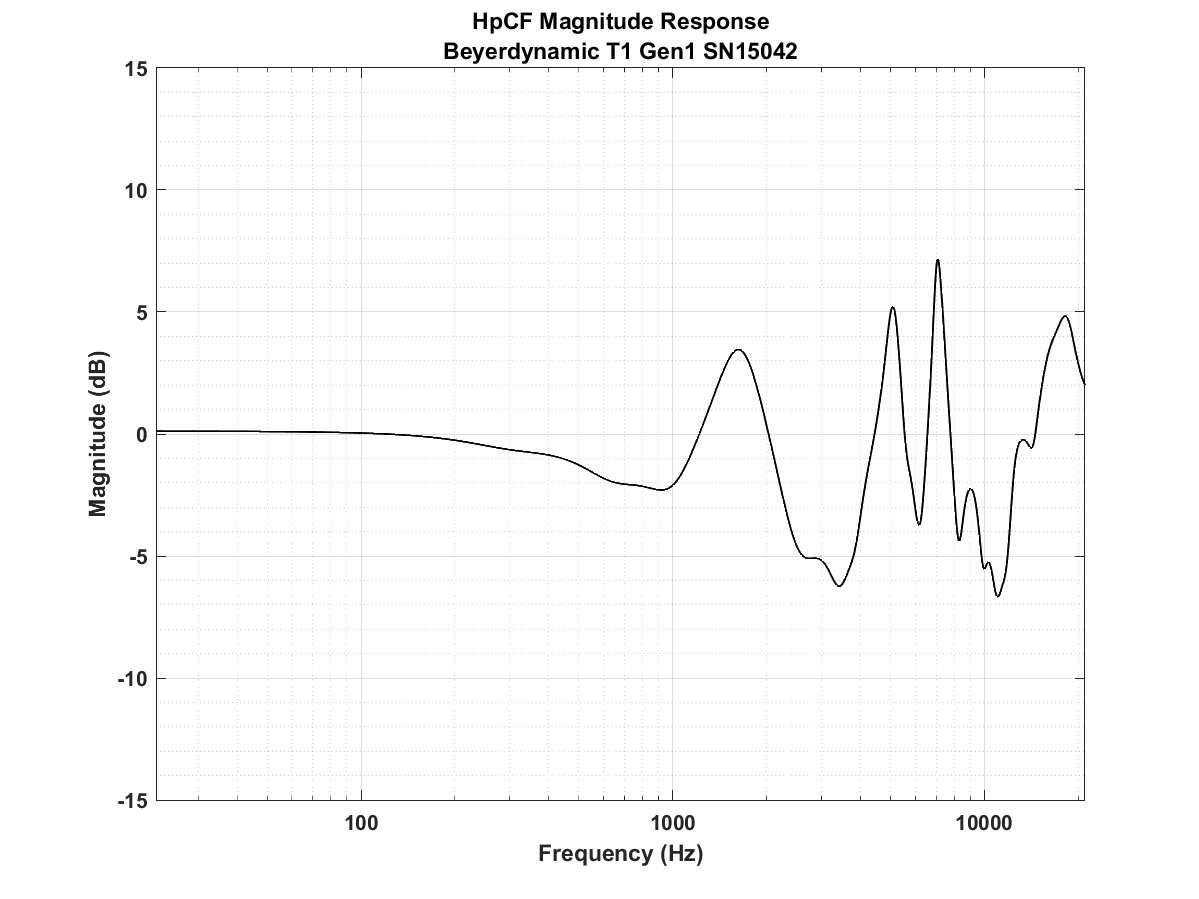 HpCF Magnitude Response
Beyerdynamic T1 Gen1 SN15042
15
10
5
0
-5
-10
-15
Magnitude (dB)
100
1000
10000
Frequency (Hz)